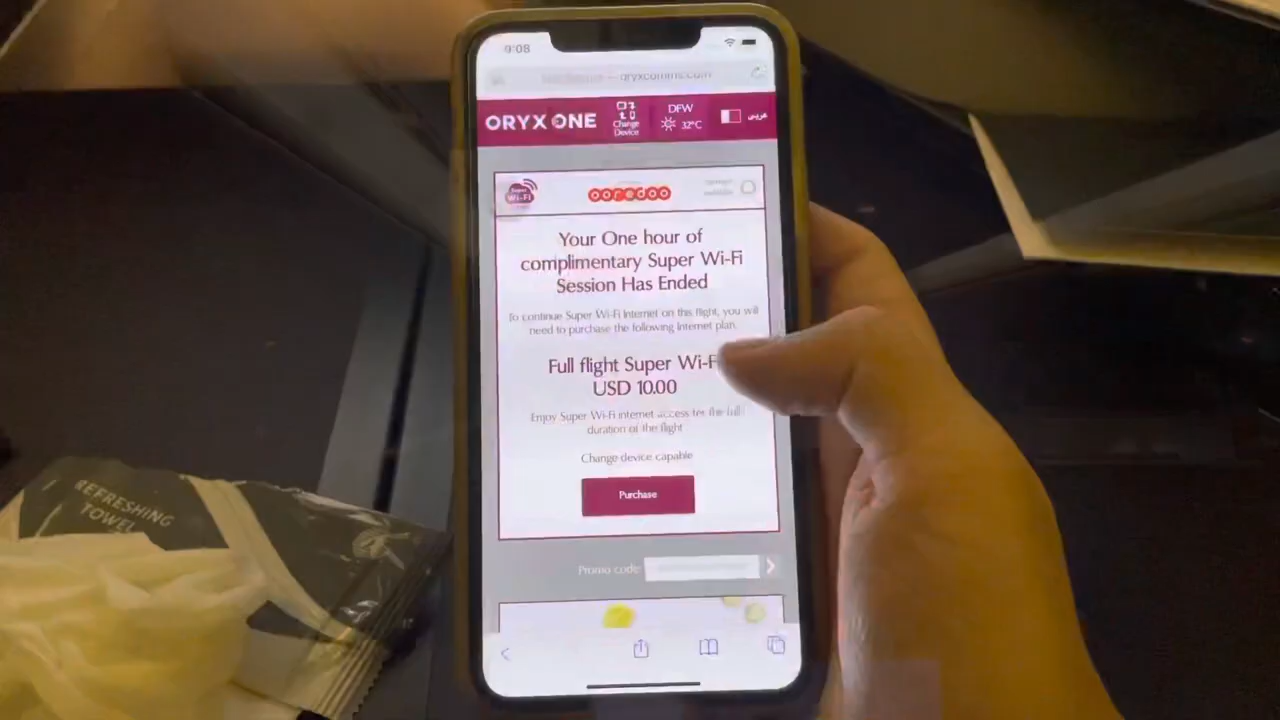 9:08
oryxcomms.com
ORYX ONE
Change
Device
DFW
32°C
عربي
Super
Wi-Fi
ooredoo
Your One hour of
complimentary Super Wi-Fi
Session Has Ended
To continue Super Wi-Fi Internet on this flight, you will
need to purchase the following Internet plan.
Full flight Super Wi-F
USD 10.00
Enjoy Super Wi-Fi internet access for the full
duration of the flight
Change device capable
Purchase
Promo code:
REFRESHING
TOWEL